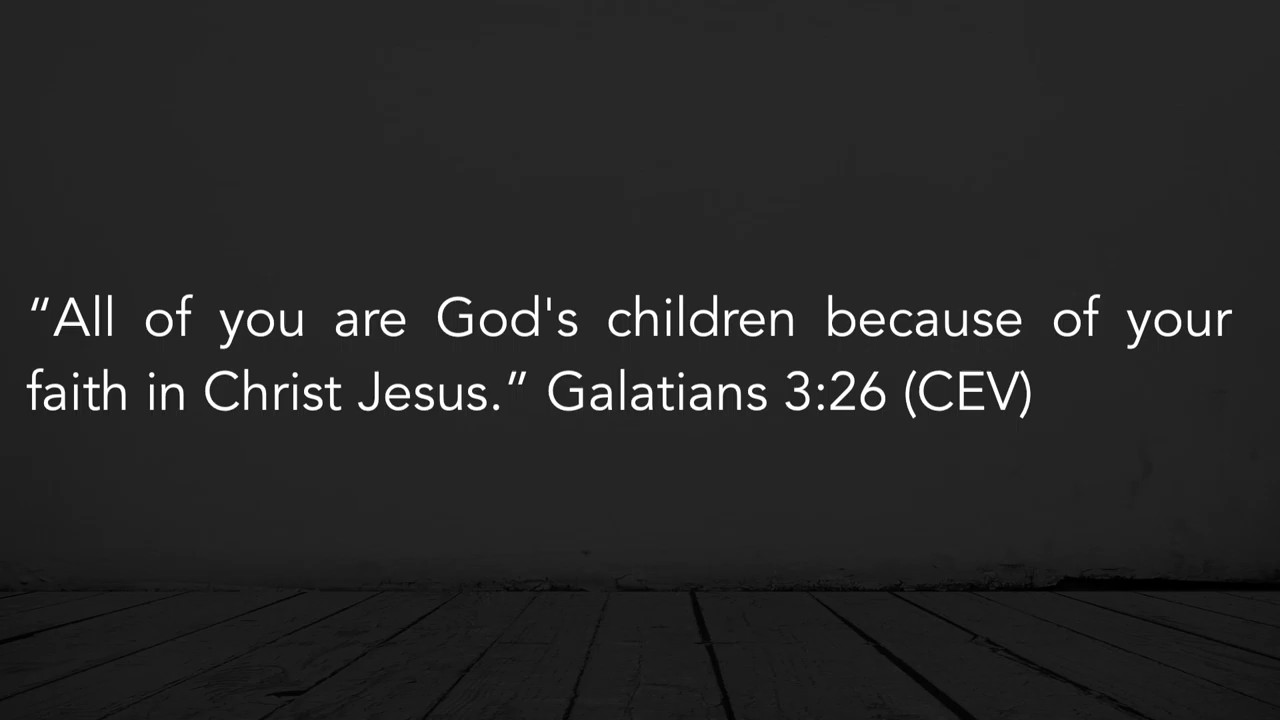 “All of you are God's children because of your
faith in Christ Jesus.” Galatians 3:26 (CEV)